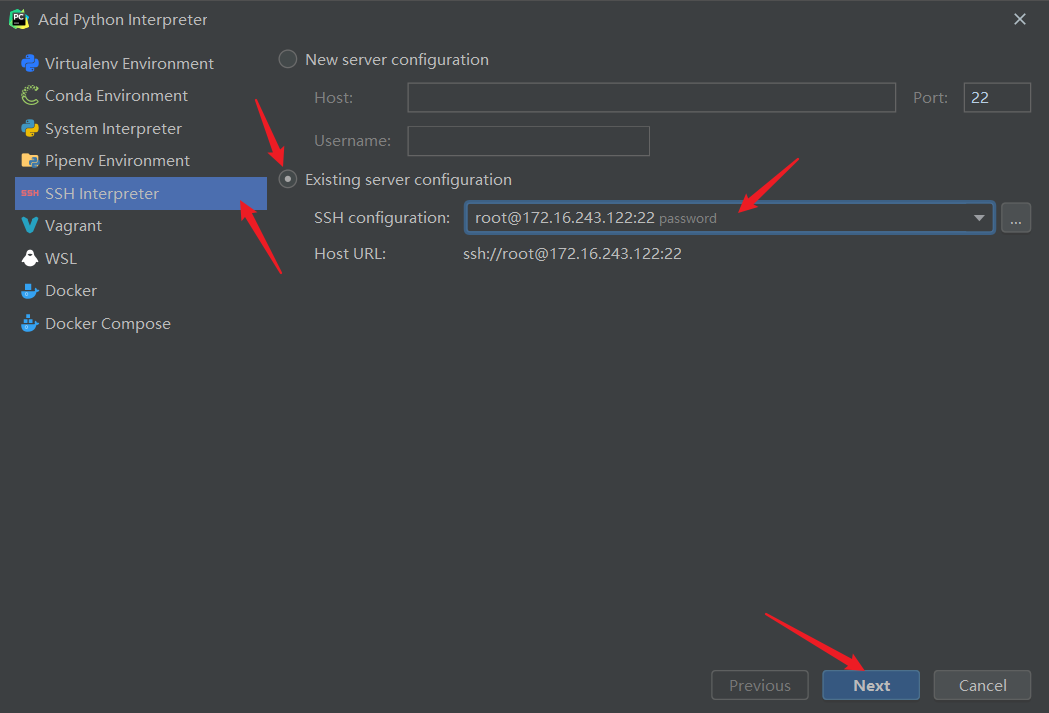 Add Python Interpreter
Virtualenv Environment
Conda Environment
System Interpreter
Pipenv Environment
SSH SSH Interpreter
Vagrant
WSL
Docker
Docker Compose
New server configuration
Host:
Port: 22
Username:
Existing server configuration
SSH configuration: root@172.16.243.122:22 password ...
Host URL: ssh://root@172.16.243.122:22
Previous Next Cancel